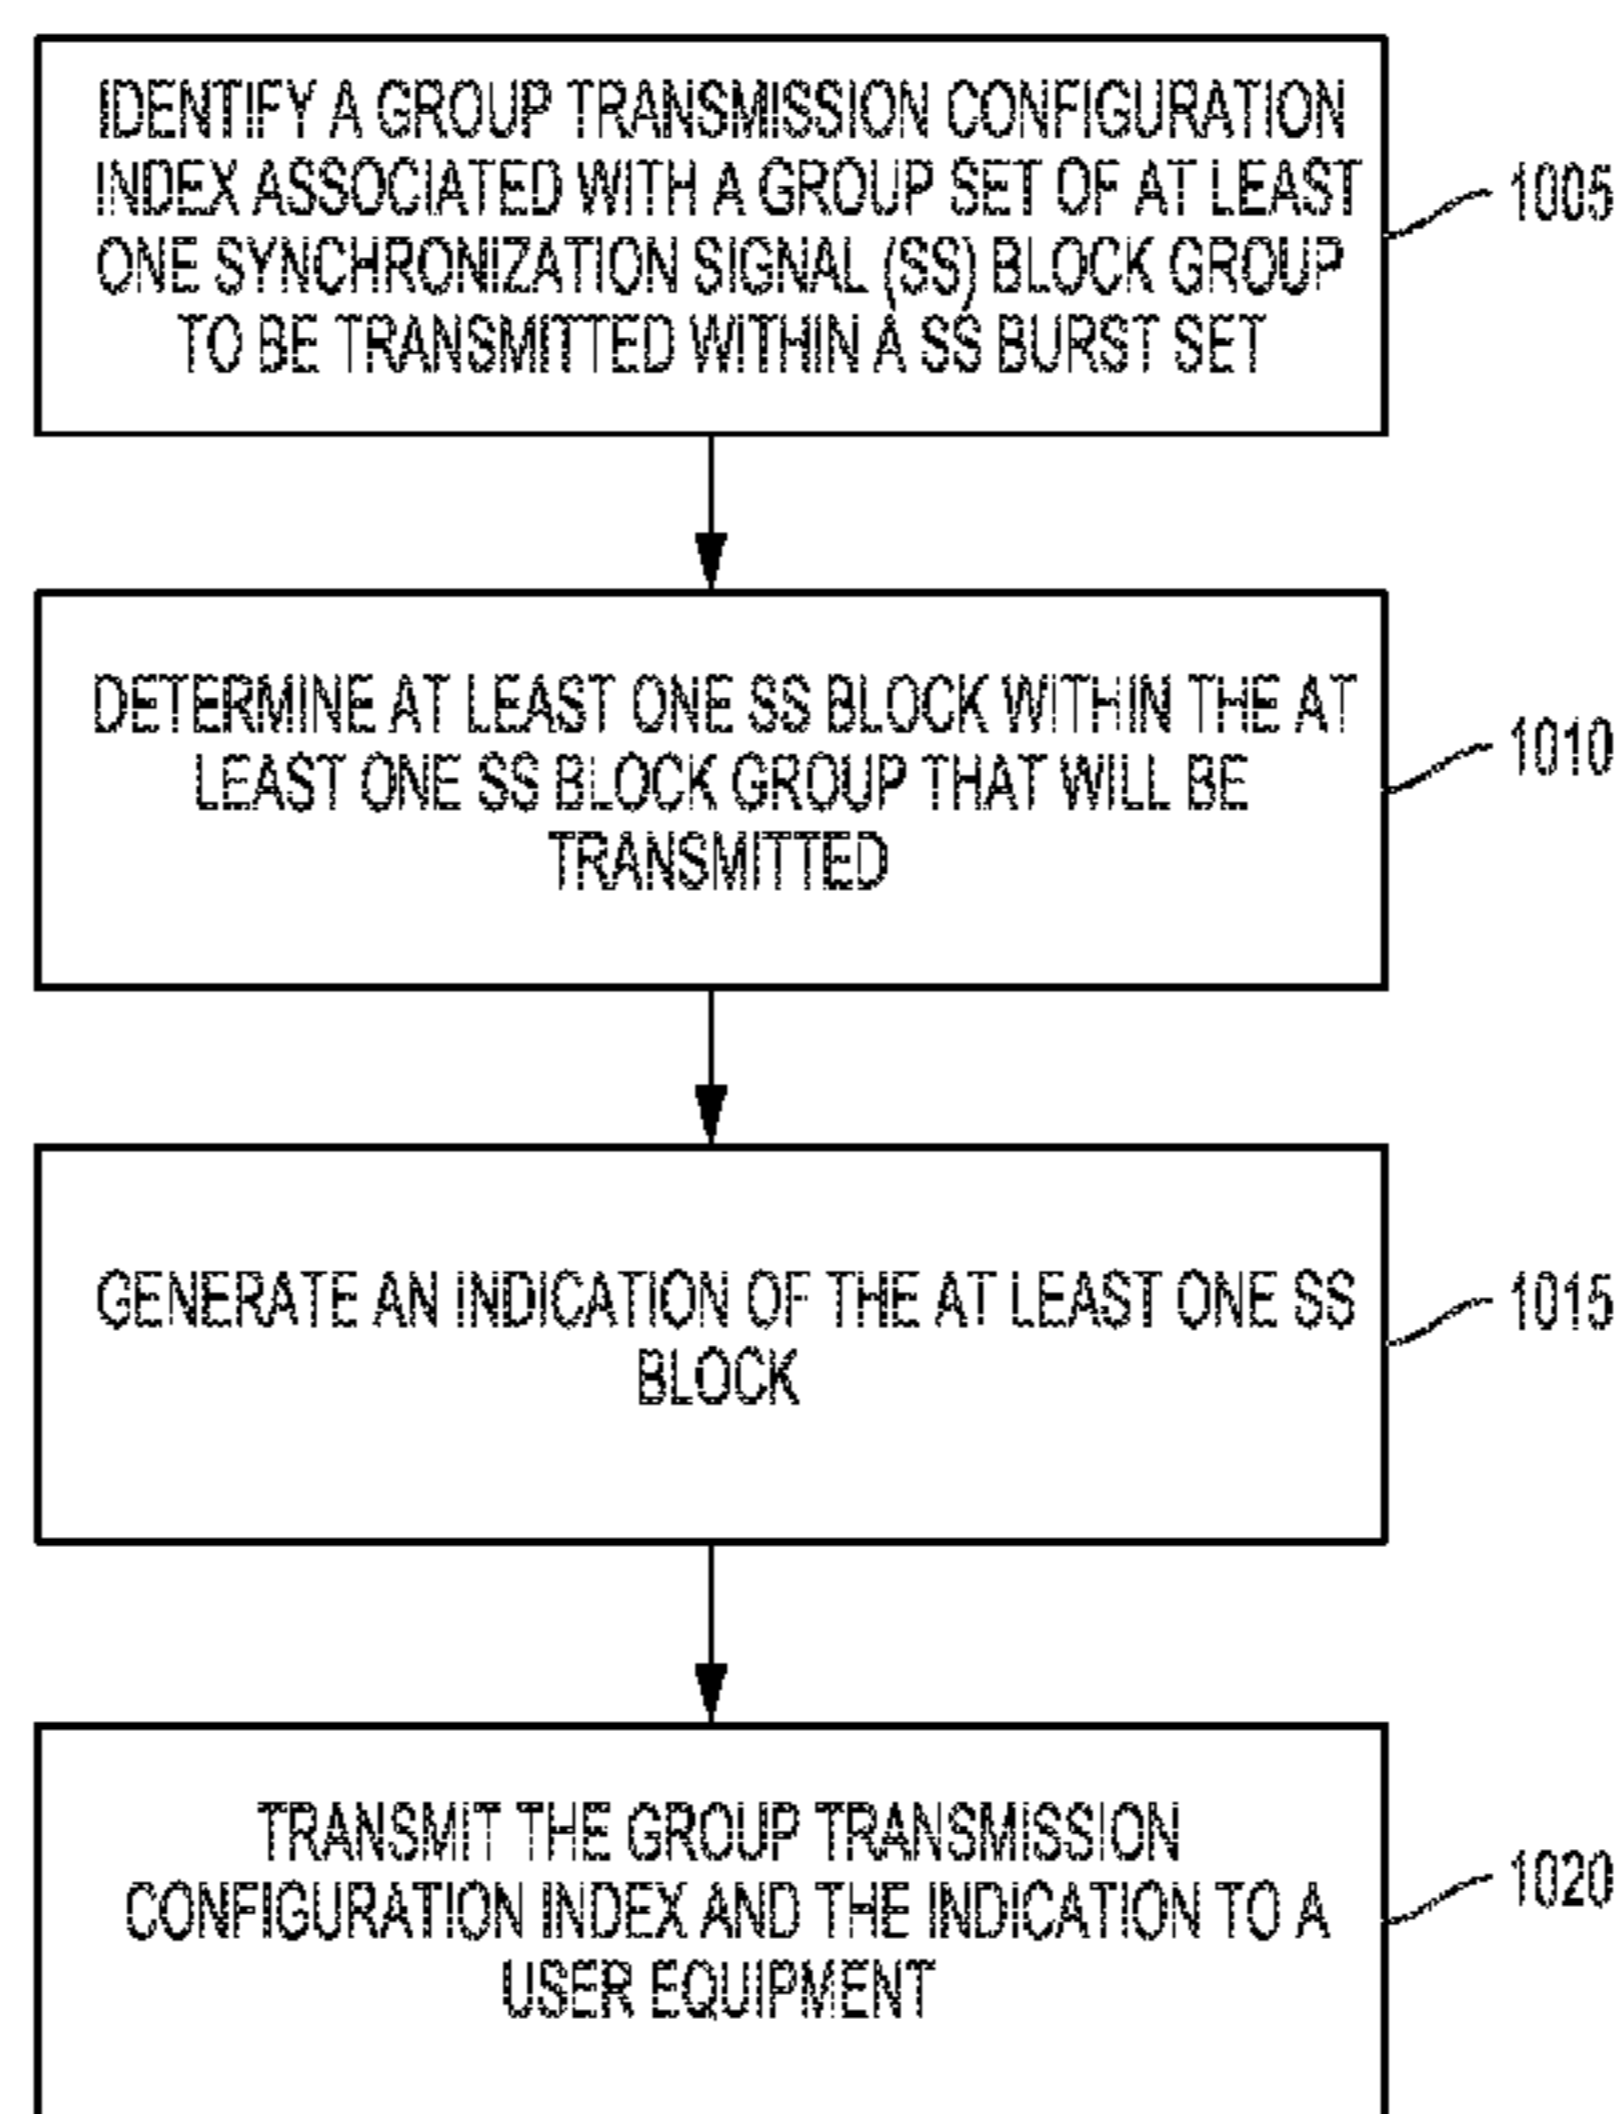 IDENTIFY A GROUP TRANSMISSION CONFIGURATION
INDEX ASSOCIATED WITH A GROUP SET OF AT LEAST
ONE SYNCHRONIZATION SIGNAL (SS) BLOCK GROUP
TO BE TRANSMITTED WITHIN A SS BURST SET
1005
DETERMINE AT LEAST ONE SS BLOCK WITHIN THE AT
LEAST ONE SS BLOCK GROUP THAT WILL BE
TRANSMITTED
1010
GENERATE AN INDICATION OF THE AT LEAST ONE SS
BLOCK
1015
TRANSMIT THE GROUP TRANSMISSION
CONFIGURATION INDEX AND THE INDICATION TO A
USER EQUIPMENT
1020